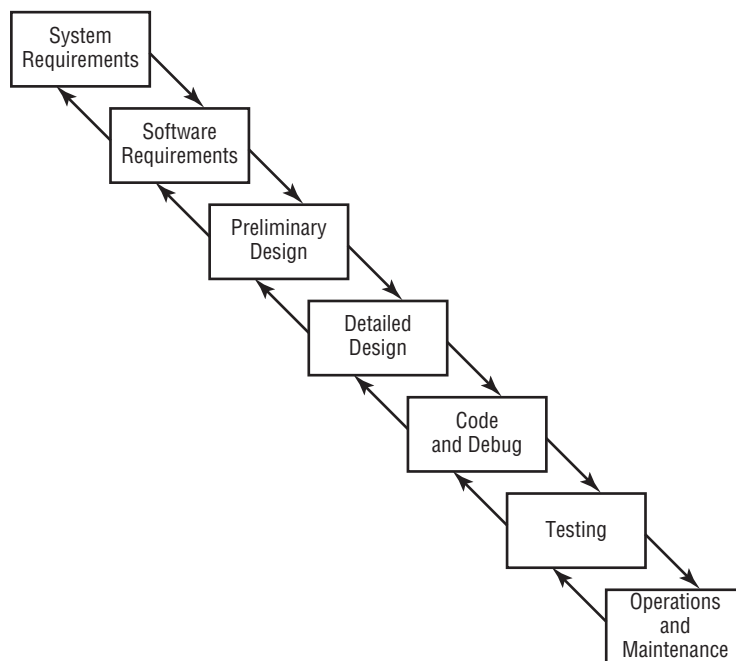 System
Requirements
Software
Requirements
Preliminary
Design
Detailed
Design
Code
and Debug
Testing
Operations
and
Maintenance